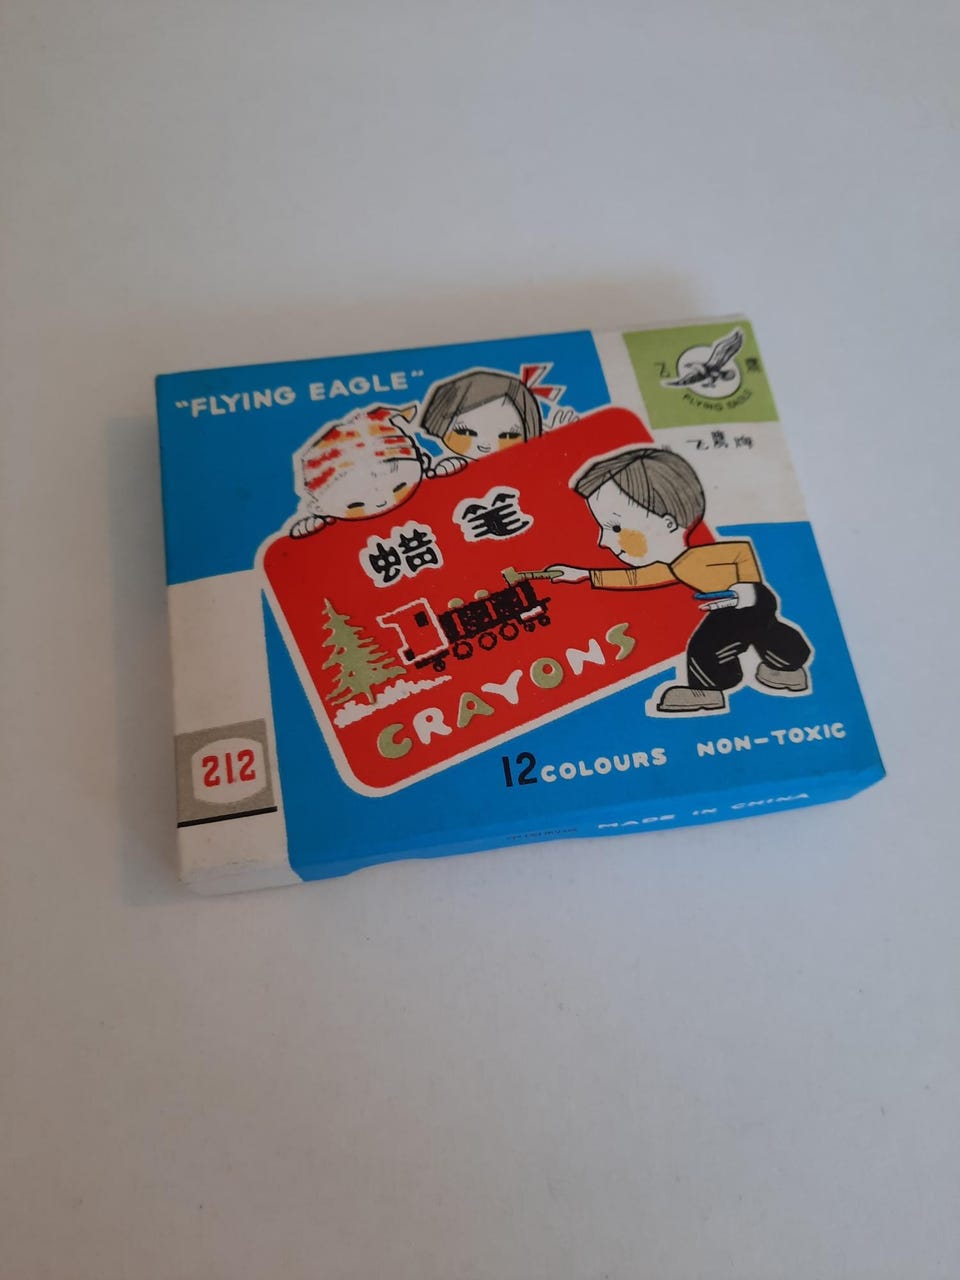 "FLYING EAGLE"
飞 鹰
FLYING EAGLE
飞鹰牌
蜡笔
CRAYONS
212
12 COLOURS NON-TOXIC
MADE IN CHINA